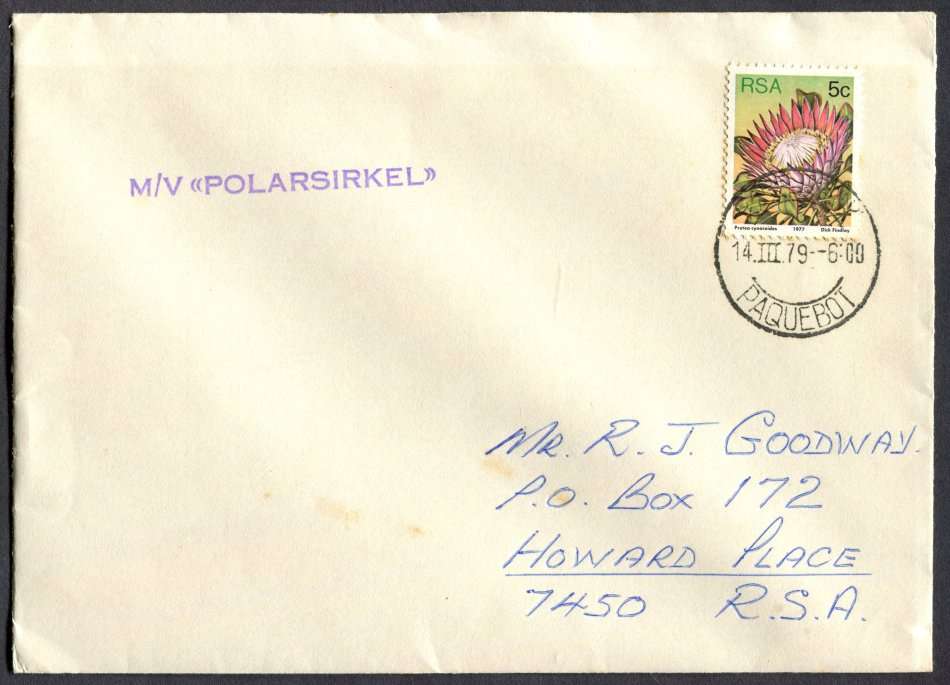 RSA 5c
M/V «POLARSIRKEL»
Protea cynaroides 1977 Dick Findlay
14.III.79--6:00
PAQUEBOT
MR. R. J. GOODWAY.
P.O. BOX 172
HOWARD PLACE
7450 R.S.A.